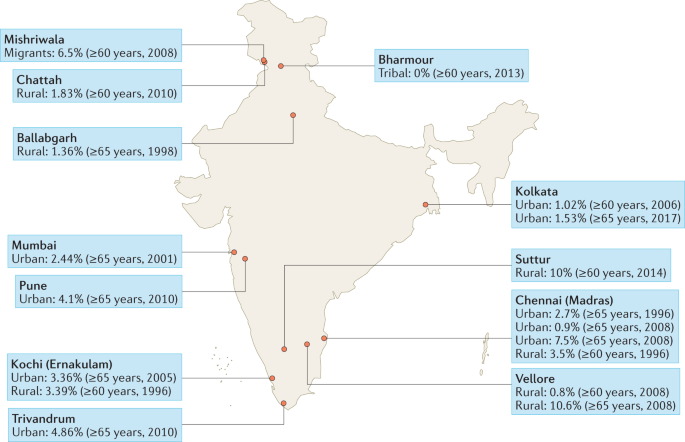 Mishriwala
Migrants: 6.5% (≥60 years, 2008)
Chattah
Rural: 1.83% (≥60 years, 2010)
Ballabgarh
Rural: 1.36% (≥65 years, 1998)
Mumbai
Urban: 2.44% (≥65 years, 2001)
Pune
Urban: 4.1% (≥65 years, 2010)
Kochi (Ernakulam)
Urban: 3.36% (≥65 years, 2005)
Rural: 3.39% (≥60 years, 1996)
Trivandrum
Urban: 4.86% (≥65 years, 2010)
Bharmour
Tribal: 0% (≥60 years, 2013)
Kolkata
Urban: 1.02% (≥60 years, 2006)
Urban: 1.53% (≥65 years, 2017)
Suttur
Rural: 10% (≥60 years, 2014)
Chennai (Madras)
Urban: 2.7% (≥65 years, 1996)
Urban: 0.9% (≥65 years, 2008)
Urban: 7.5% (≥65 years, 2008)
Rural: 3.5% (≥60 years, 1996)
Vellore
Rural: 0.8% (≥60 years, 2008)
Rural: 10.6% (≥65 years, 2008)